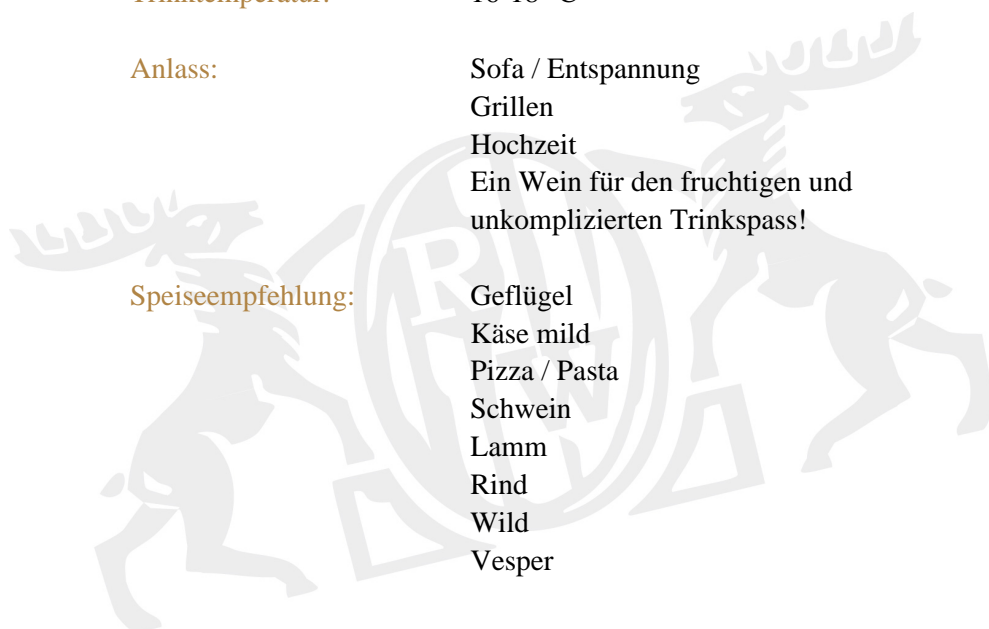 Anlass:
Sofa / Entspannung
Grillen
Hochzeit
Ein Wein für den fruchtigen und
unkomplizierten Trinkspass!
Speiseempfehlung:
Geflügel
Käse mild
Pizza / Pasta
Schwein
Lamm
Rind
Wild
Vesper
R
W